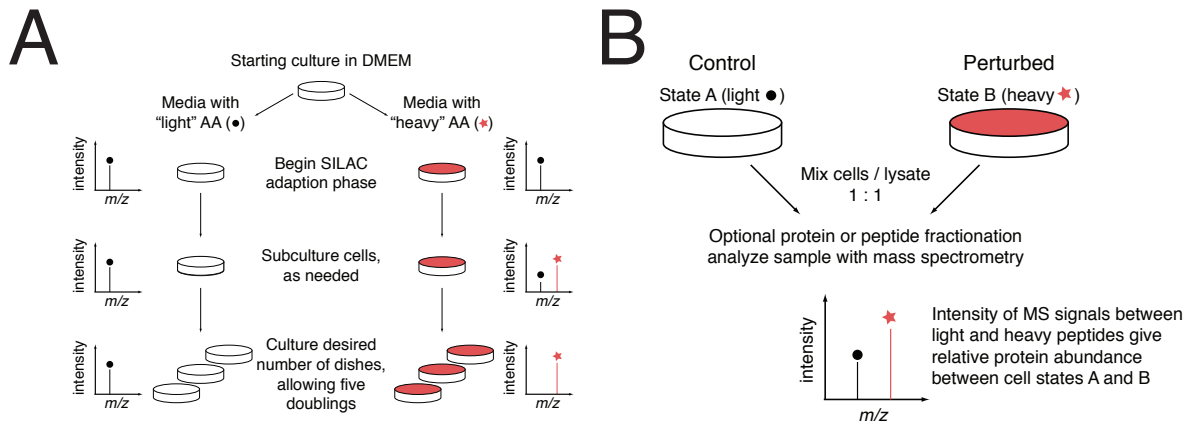 A
Starting culture in DMEM
Media with
“light” AA (●)
Media with
“heavy” AA (★)
intensity
m/z
Begin SILAC
adaption phase
intensity
m/z
intensity
m/z
Subculture cells,
as needed
intensity
m/z
intensity
m/z
Culture desired
number of dishes,
allowing five
doublings
intensity
m/z
B
Control
State A (light ●)
Perturbed
State B (heavy ★)
Mix cells / lysate
1 : 1
Optional protein or peptide fractionation
analyze sample with mass spectrometry
intensity
m/z
Intensity of MS signals between
light and heavy peptides give
relative protein abundance
between cell states A and B